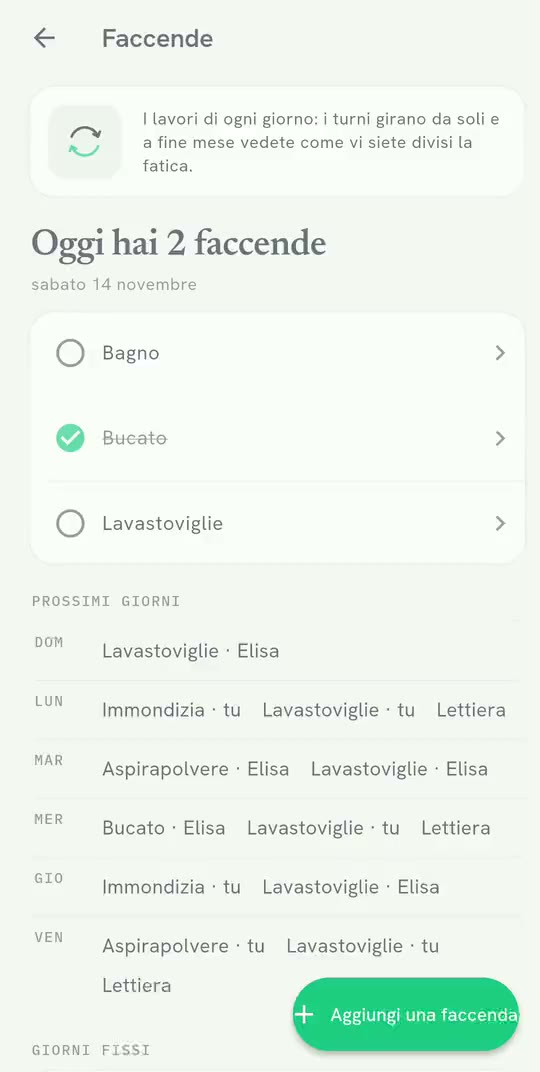 Faccende
I lavori di ogni giorno: i turni girano da soli e
a fine mese vedete come vi siete divisi la
fatica.
Oggi hai 2 faccende
sabato 14 novembre
Bagno
Bucato
Lavastoviglie
PROSSIMI GIORNI
DOM
Lavastoviglie · Elisa
LUN
Immondizia · tu Lavastoviglie · tu Lettiera
MAR
Aspirapolvere · Elisa Lavastoviglie · Elisa
MER
Bucato · Elisa Lavastoviglie · tu Lettiera
GIO
Immondizia · tu Lavastoviglie · Elisa
VEN
Aspirapolvere · tu Lavastoviglie · tu
Lettiera
Aggiungi una faccenda
GIORNI FISSI